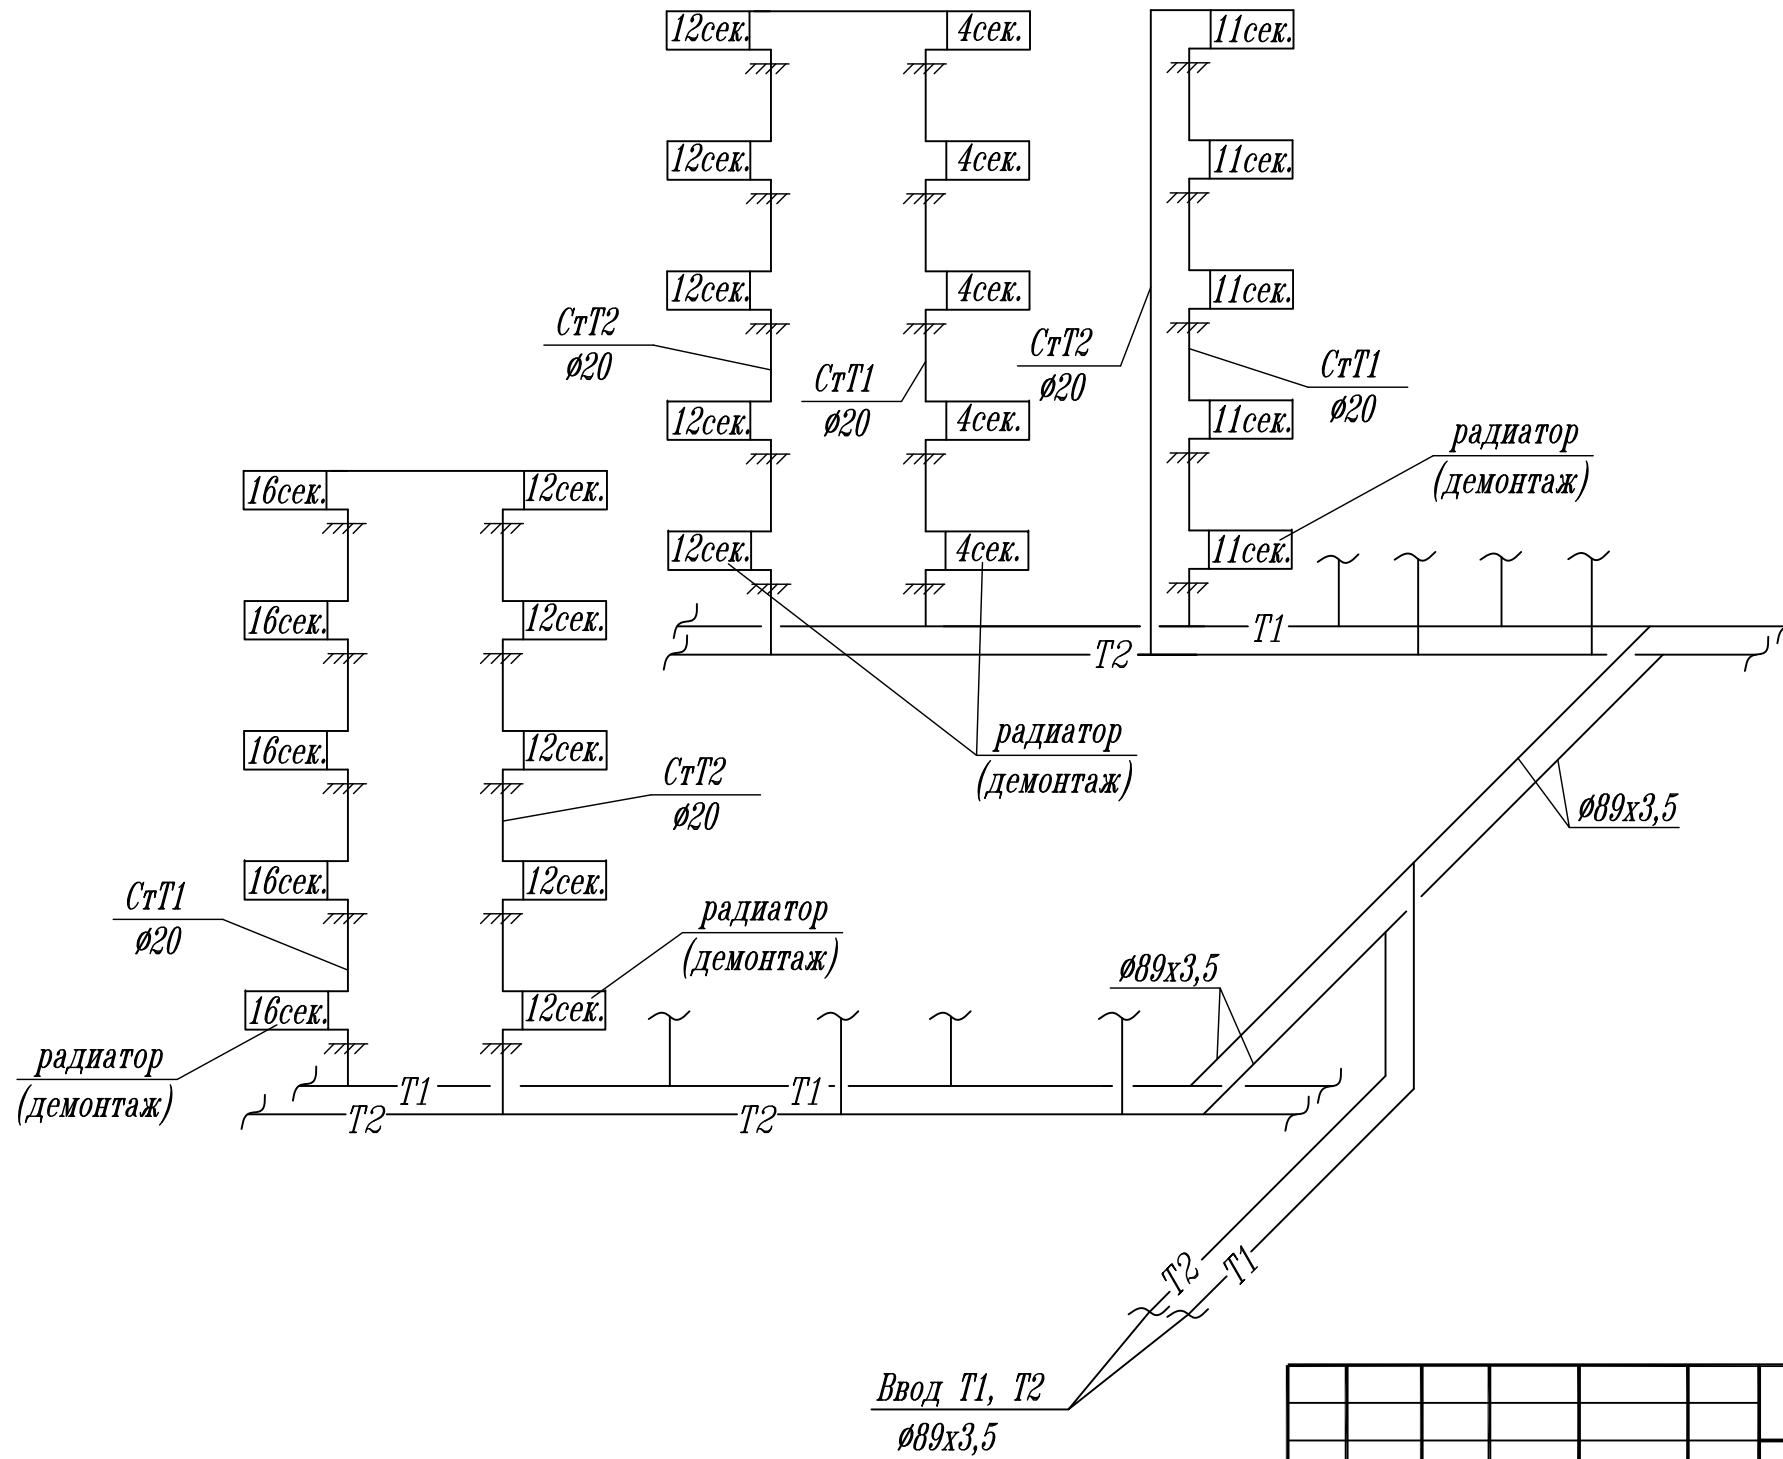 12сек. 4сек. 11сек.
12сек. 4сек. 11сек.
12сек. 4сек. 11сек.
СтТ2
ø20
СтТ1
ø20
СтТ2
ø20
СтТ1
ø20
12сек. 4сек. 11сек.
радиатор
(демонтаж)
12сек. 4сек. 11сек.
Т1
Т2
радиатор
(демонтаж)
16сек. 12сек.
16сек. 12сек.
16сек. 12сек.
СтТ2
ø20
ø89х3,5
16сек. 12сек.
СтТ1
ø20
радиатор
(демонтаж)
ø89х3,5
16сек. 12сек.
радиатор
(демонтаж)
Т1 Т1
Т2 Т2
Т2 Т1
Ввод Т1, Т2
ø89х3,5